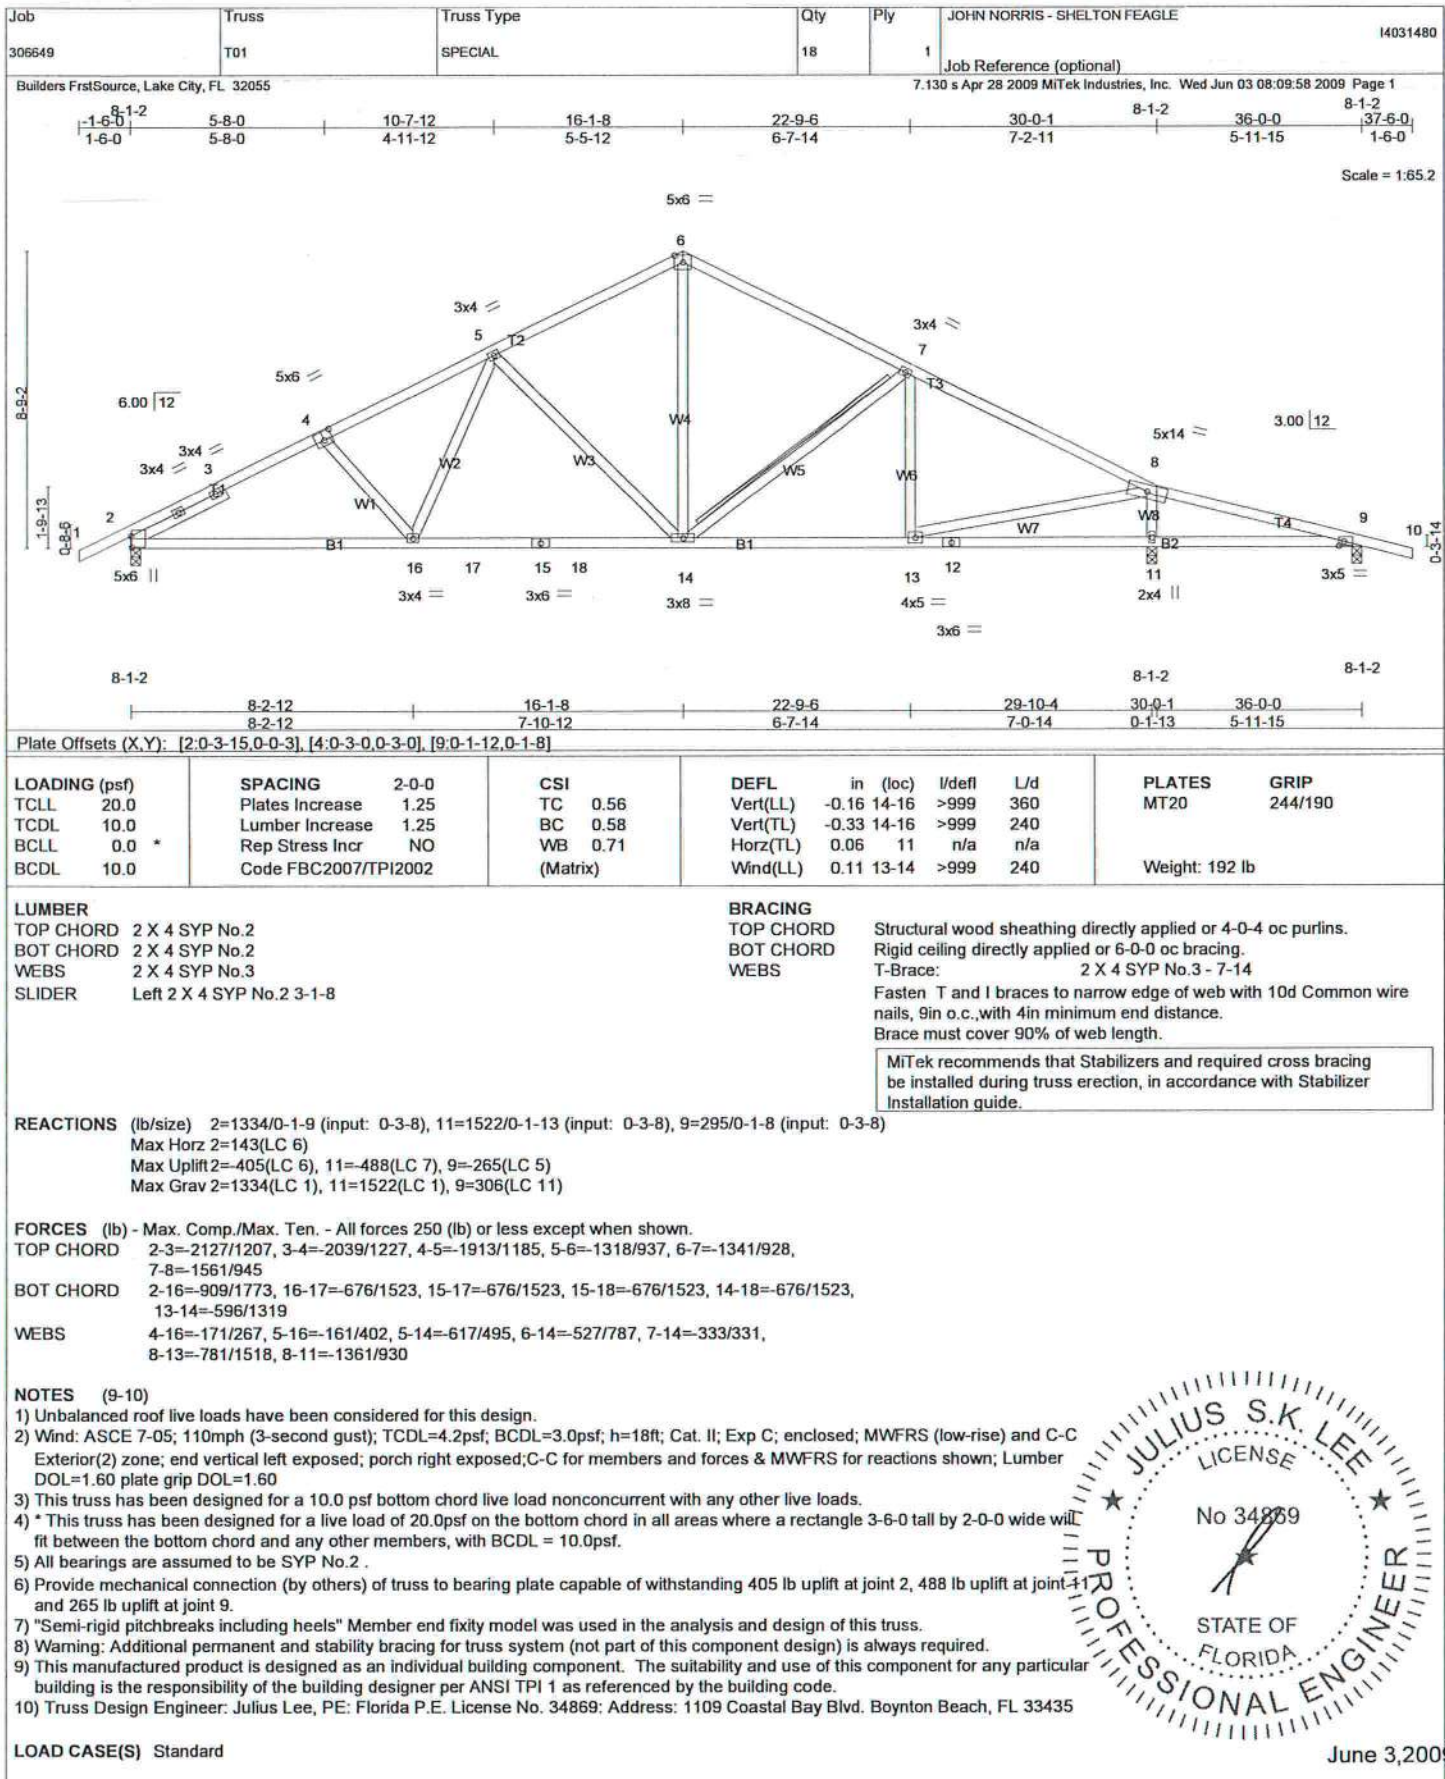 Job Truss Truss Type Qty Ply JOHN NORRIS - SHELTON FEAGLE
I4031480
306649 T01 SPECIAL 18 1
Job Reference (optional)
Builders FrstSource, Lake City, FL 32055 7.130 s Apr 28 2009 MiTek Industries, Inc. Wed Jun 03 08:09:58 2009 Page 1
8-1-2 8-1-2 8-1-2
-1-6-0 5-8-0 10-7-12 16-1-8 22-9-6 30-0-1 36-0-0 37-6-0
1-6-0 5-8-0 4-11-12 5-5-12 6-7-14 7-2-11 5-11-15 1-6-0
Scale = 1:65.2
5x6 =
6
3x4
5 T2
3x4
7
T3
5x6
4
8-9-2
6.00 12
3.00 12
5x14
8
3x4
3x4 3
T1
W4
W2 W3 W5 W6
W1 W7 W8
T4
1-9-13
0-8-6
2
1
9
10
0-3-14
B1 B1 B2
5x6 ||
16 17 15 18 14 13 12 11
3x4 = 3x6 = 3x8 = 4x5 = 2x4 || 3x5 =
3x6 =
8-1-2 8-1-2 8-1-2
8-2-12 16-1-8 22-9-6 29-10-4 30-0-1 36-0-0
8-2-12 7-10-12 6-7-14 7-0-14 0-1-13 5-11-15
Plate Offsets (X,Y): [2:0-3-15,0-0-3], [4:0-3-0,0-3-0], [9:0-1-12,0-1-8]
LOADING (psf) SPACING 2-0-0 CSI DEFL in (loc) l/defl L/d PLATES GRIP
TCLL 20.0 Plates Increase 1.25 TC 0.56 Vert(LL) -0.16 14-16 >999 360 MT20 244/190
TCDL 10.0 Lumber Increase 1.25 BC 0.58 Vert(TL) -0.33 14-16 >999 240
BCLL 0.0 * Rep Stress Incr NO WB 0.71 Horz(TL) 0.06 11 n/a n/a
BCDL 10.0 Code FBC2007/TPI2002 (Matrix) Wind(LL) 0.11 13-14 >999 240 Weight: 192 lb
LUMBER
TOP CHORD 2 X 4 SYP No.2
BOT CHORD 2 X 4 SYP No.2
WEBS 2 X 4 SYP No.3
SLIDER Left 2 X 4 SYP No.2 3-1-8
BRACING
TOP CHORD Structural wood sheathing directly applied or 4-0-4 oc purlins.
BOT CHORD Rigid ceiling directly applied or 6-0-0 oc bracing.
WEBS T-Brace: 2 X 4 SYP No.3 - 7-14
Fasten T and I braces to narrow edge of web with 10d Common wire
nails, 9in o.c.,with 4in minimum end distance.
Brace must cover 90% of web length.
MiTek recommends that Stabilizers and required cross bracing
be installed during truss erection, in accordance with Stabilizer
Installation guide.
REACTIONS (lb/size) 2=1334/0-1-9 (input: 0-3-8), 11=1522/0-1-13 (input: 0-3-8), 9=295/0-1-8 (input: 0-3-8)
Max Horz 2=143(LC 6)
Max Uplift 2=-405(LC 6), 11=-488(LC 7), 9=-265(LC 5)
Max Grav 2=1334(LC 1), 11=1522(LC 1), 9=306(LC 11)
FORCES (lb) - Max. Comp./Max. Ten. - All forces 250 (lb) or less except when shown.
TOP CHORD 2-3=-2127/1207, 3-4=-2039/1227, 4-5=-1913/1185, 5-6=-1318/937, 6-7=-1341/928,
7-8=-1561/945
BOT CHORD 2-16=-909/1773, 16-17=-676/1523, 15-17=-676/1523, 15-18=-676/1523, 14-18=-676/1523,
13-14=-596/1319
WEBS 4-16=-171/267, 5-16=-161/402, 5-14=-617/495, 6-14=-527/787, 7-14=-333/331,
8-13=-781/1518, 8-11=-1361/930
NOTES (9-10)
1) Unbalanced roof live loads have been considered for this design.
2) Wind: ASCE 7-05; 110mph (3-second gust); TCDL=4.2psf; BCDL=3.0psf; h=18ft; Cat. II; Exp C; enclosed; MWFRS (low-rise) and C-C
Exterior(2) zone; end vertical left exposed; porch right exposed;C-C for members and forces & MWFRS for reactions shown; Lumber
DOL=1.60 plate grip DOL=1.60
3) This truss has been designed for a 10.0 psf bottom chord live load nonconcurrent with any other live loads.
4) * This truss has been designed for a live load of 20.0psf on the bottom chord in all areas where a rectangle 3-6-0 tall by 2-0-0 wide will
fit between the bottom chord and any other members, with BCDL = 10.0psf.
5) All bearings are assumed to be SYP No.2 .
6) Provide mechanical connection (by others) of truss to bearing plate capable of withstanding 405 lb uplift at joint 2, 488 lb uplift at joint 11
and 265 lb uplift at joint 9.
7) "Semi-rigid pitchbreaks including heels" Member end fixity model was used in the analysis and design of this truss.
8) Warning: Additional permanent and stability bracing for truss system (not part of this component design) is always required.
9) This manufactured product is designed as an individual building component. The suitability and use of this component for any particular
building is the responsibility of the building designer per ANSI TPI 1 as referenced by the building code.
10) Truss Design Engineer: Julius Lee, PE: Florida P.E. License No. 34869: Address: 1109 Coastal Bay Blvd. Boynton Beach, FL 33435
LOAD CASE(S) Standard
JULIUS S.K. LEE
LICENSE
No 34869
STATE OF
FLORIDA
PROFESSIONAL ENGINEER
June 3,2009